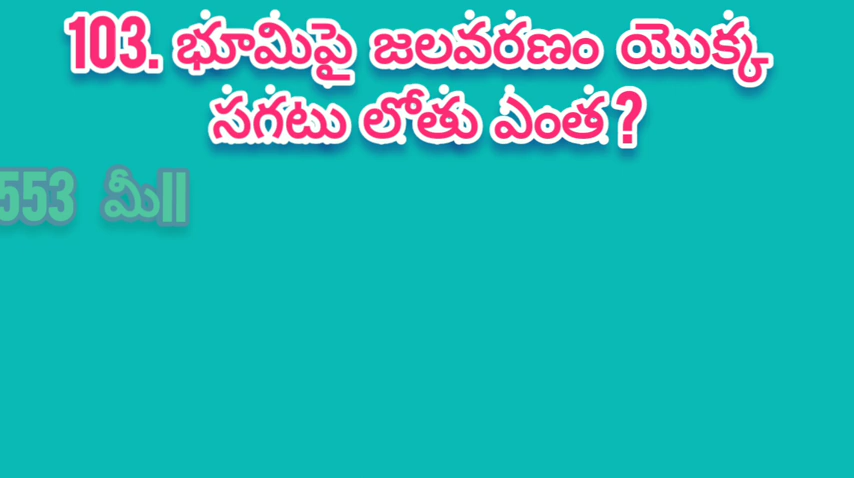 103. భూమిపై జలవరణం యొక్క
సగటు లోతు ఎంత?
553 మీ||